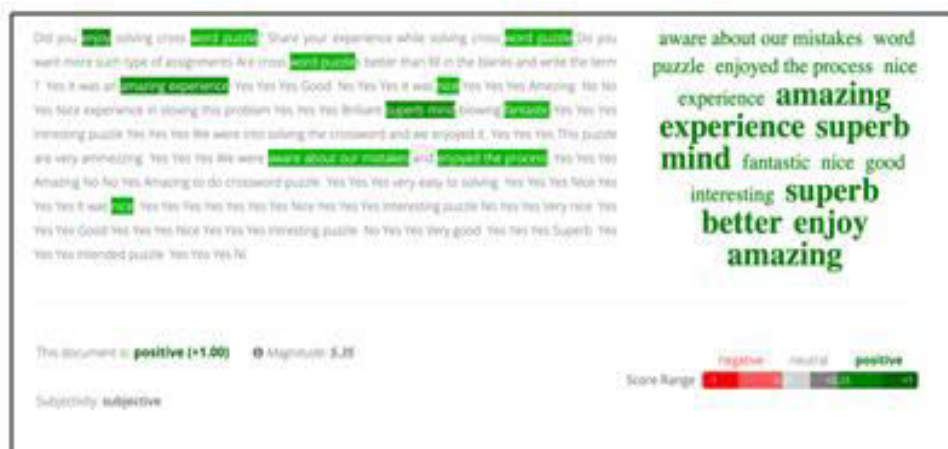 Did you enjoy solving cross word puzzle? Share your experience while solving cross word puzzle Do you
want more such type of assignments Are cross word puzzles better than fill in the blanks and write the term
? Yes it was an amazing experience Yes Yes Yes Good No Yes Yes Yes it was nice Yes Yes Yes Amazing No No
Yes Nice experience in sloving this problem Yes Yes Yes Brilliant superb mind blowing fantastic Yes Yes Yes
Intresting puzzle Yes Yes Yes We were into solving the crossword and we enjoyed it. Yes Yes Yes This puzzle
are very ammezzing Yes Yes Yes We were aware about our mistakes and enjoyed the process Yes Yes Yes
Amazing No No Yes Amazing to do crossword puzzle Yes Yes Yes very easy to solving Yes Yes Yes Nice Yes
Yes Yes It was nice Yes Yes Yes Yes Yes Yes Yes Nice Yes Yes Yes Interesting puzzle No Yes Yes Very nice Yes
Yes Yes Good Yes Yes Yes Nice Yes Yes Yes Intresting puzzle No Yes Yes Very good Yes Yes Yes Superb Yes
Yes Yes Intended puzzle Yes Yes Yes Ni
aware about our mistakes word
puzzle enjoyed the process nice
experience amazing
experience superb
mind fantastic nice good
interesting superb
better enjoy
amazing
This document is: positive (+1.00) Magnitude: 5.35
Subjectivity: subjective
negative neutral positive
Score Range -1 +1